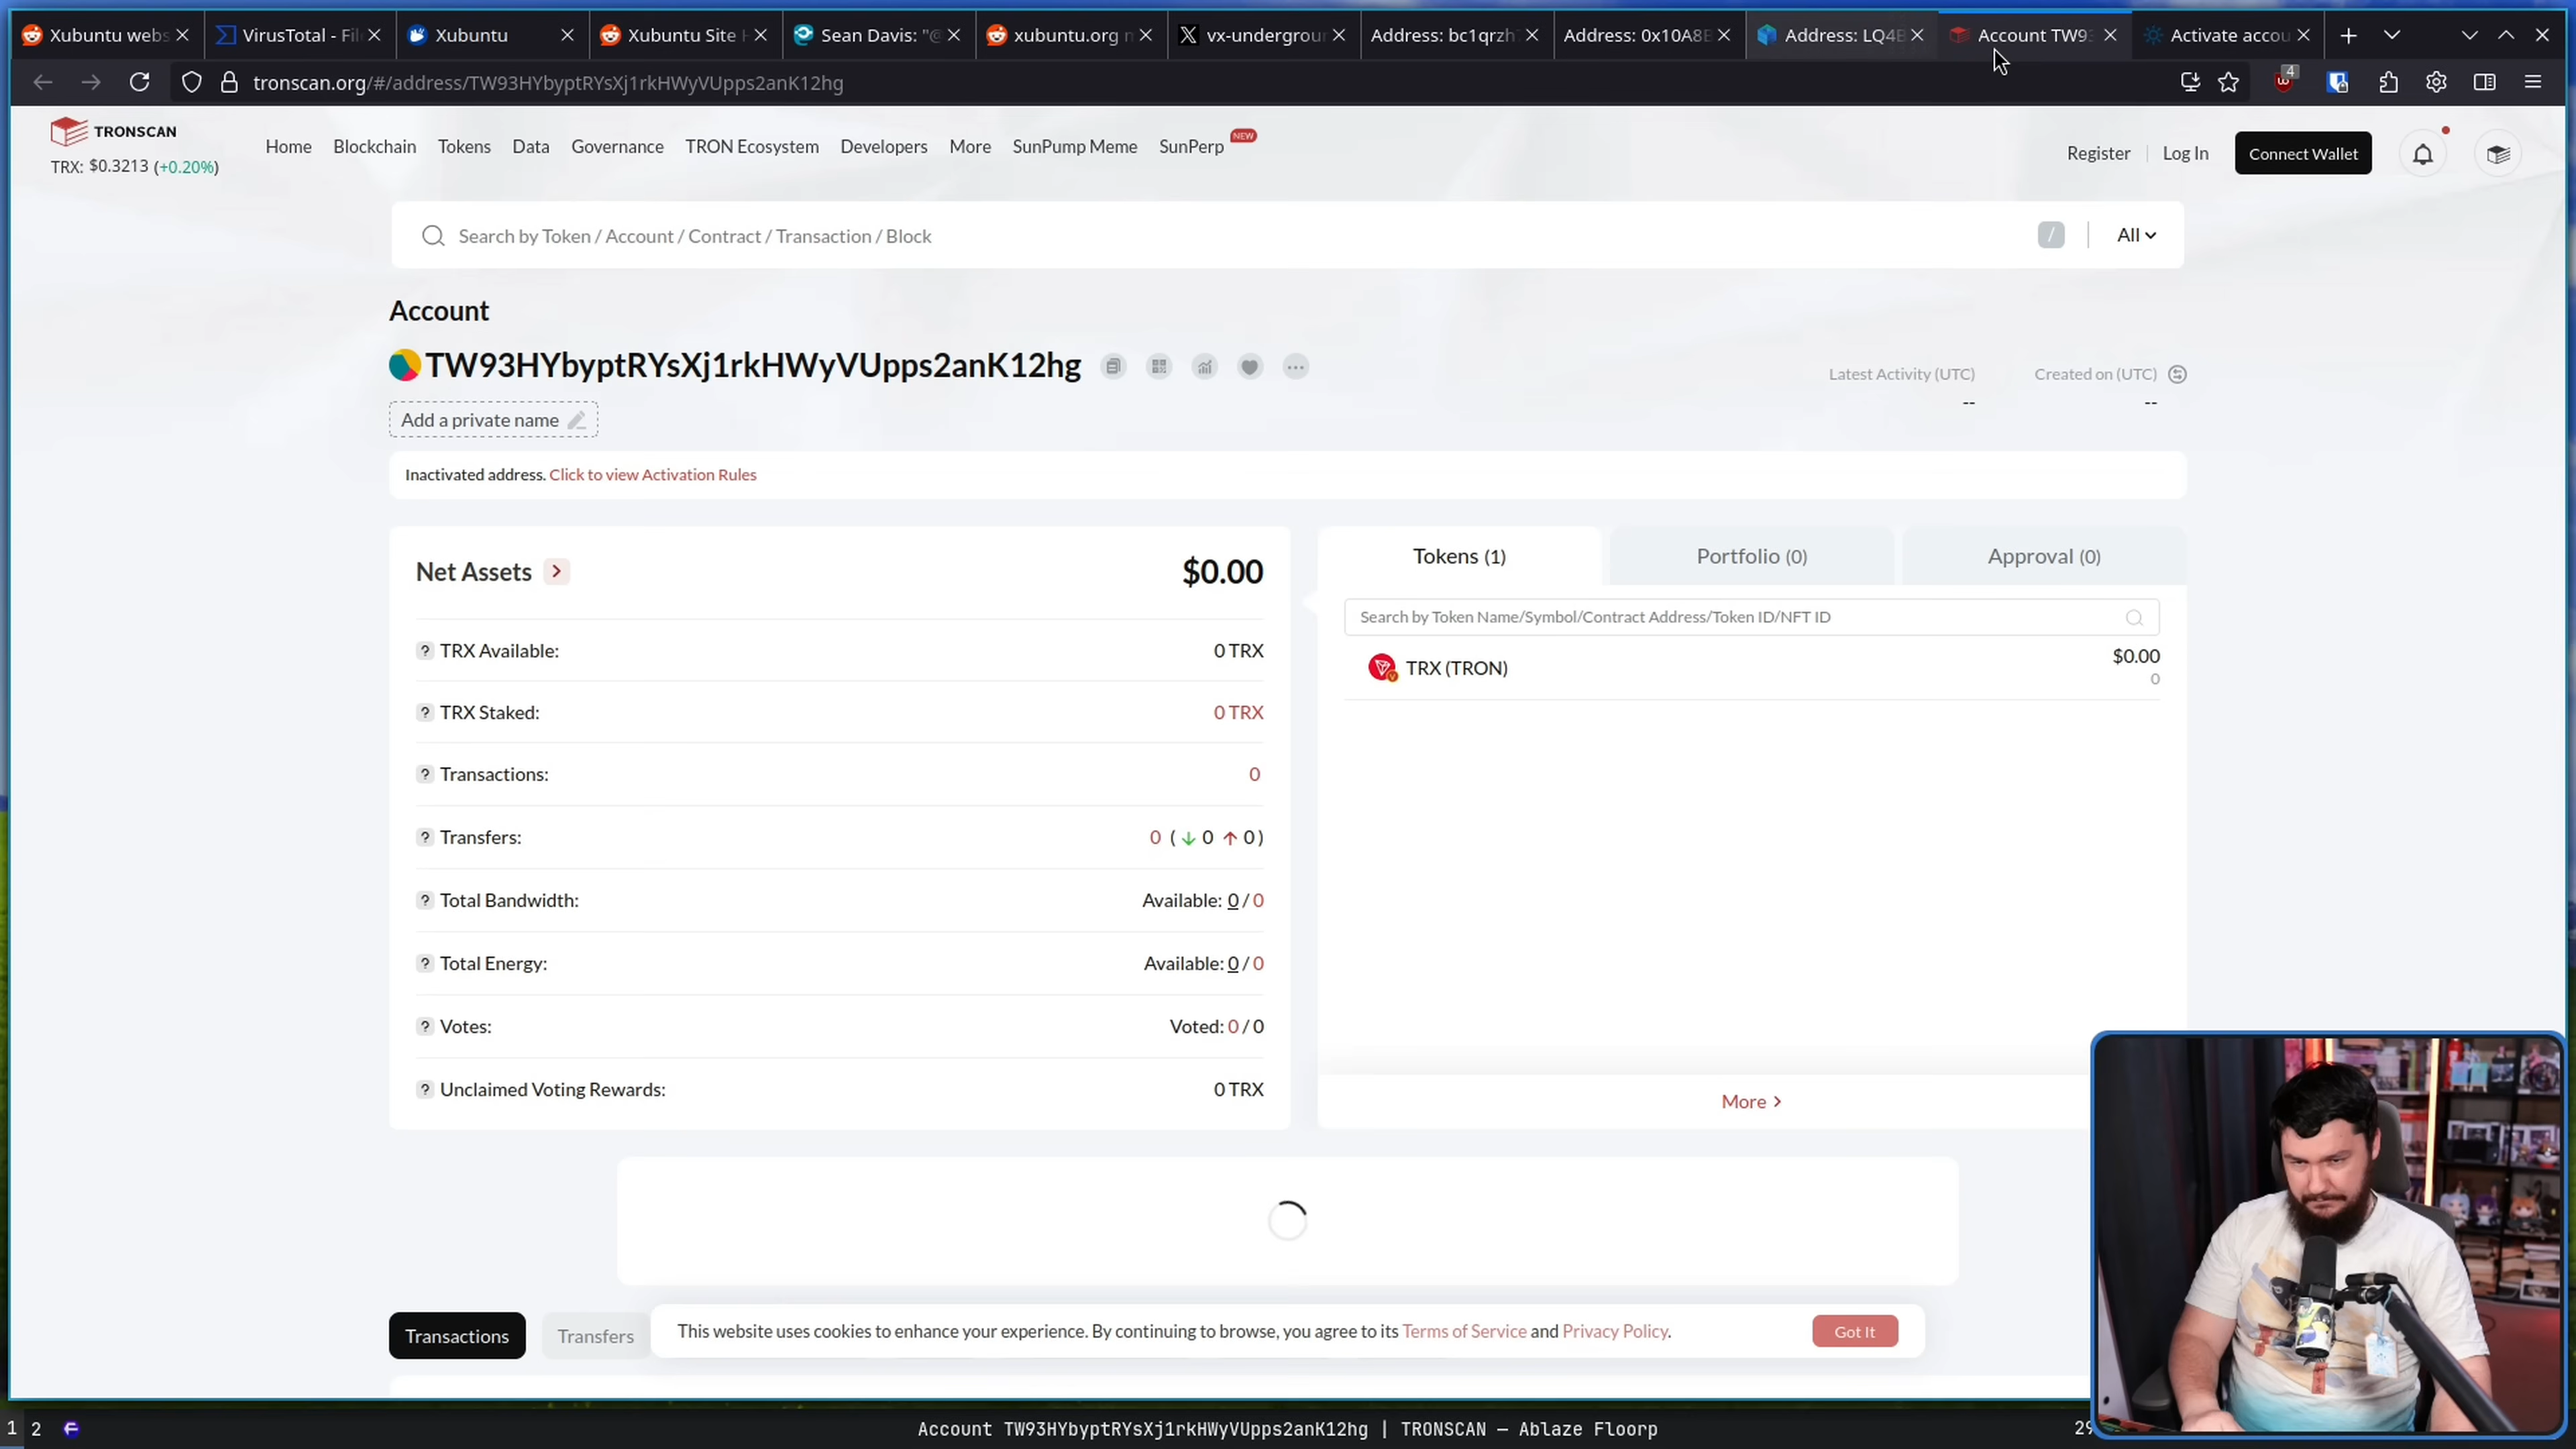 Xubuntu webs
VirusTotal - Fil
Xubuntu
Xubuntu Site H
Sean Davis: "@
xubuntu.org m
vx-undergroun
Address: bc1qrzh
Address: 0x10A8B
Address: LQ4B
Account TW93
Activate accou
tronscan.org/#/address/TW93HYbyptRYsXj1rkHWyVUpps2anK12hg
4
TRONSCAN
TRX: $0.3213 (+0.20%)
Home
Blockchain
Tokens
Data
Governance
TRON Ecosystem
Developers
More
SunPump Meme
SunPerp
NEW
Register
Log In
Connect Wallet
Search by Token / Account / Contract / Transaction / Block
/
All
Account
TW93HYbyptRYsXj1rkHWyVUpps2anK12hg
Latest Activity (UTC)
--
Created on (UTC)
--
Add a private name
Inactivated address. Click to view Activation Rules
Net Assets
$0.00
? TRX Available:
0 TRX
? TRX Staked:
0 TRX
? Transactions:
0
? Transfers:
0 ( ↓ 0 ↑ 0 )
? Total Bandwidth:
Available: 0 / 0
? Total Energy:
Available: 0 / 0
? Votes:
Voted: 0 / 0
? Unclaimed Voting Rewards:
0 TRX
Tokens (1)
Portfolio (0)
Approval (0)
Search by Token Name/Symbol/Contract Address/Token ID/NFT ID
TRX (TRON)
$0.00
0
More
Transactions
Transfers
This website uses cookies to enhance your experience. By continuing to browse, you agree to its Terms of Service and Privacy Policy.
Got It
1 2
Account TW93HYbyptRYsXj1rkHWyVUpps2anK12hg | TRONSCAN — Ablaze Floorp